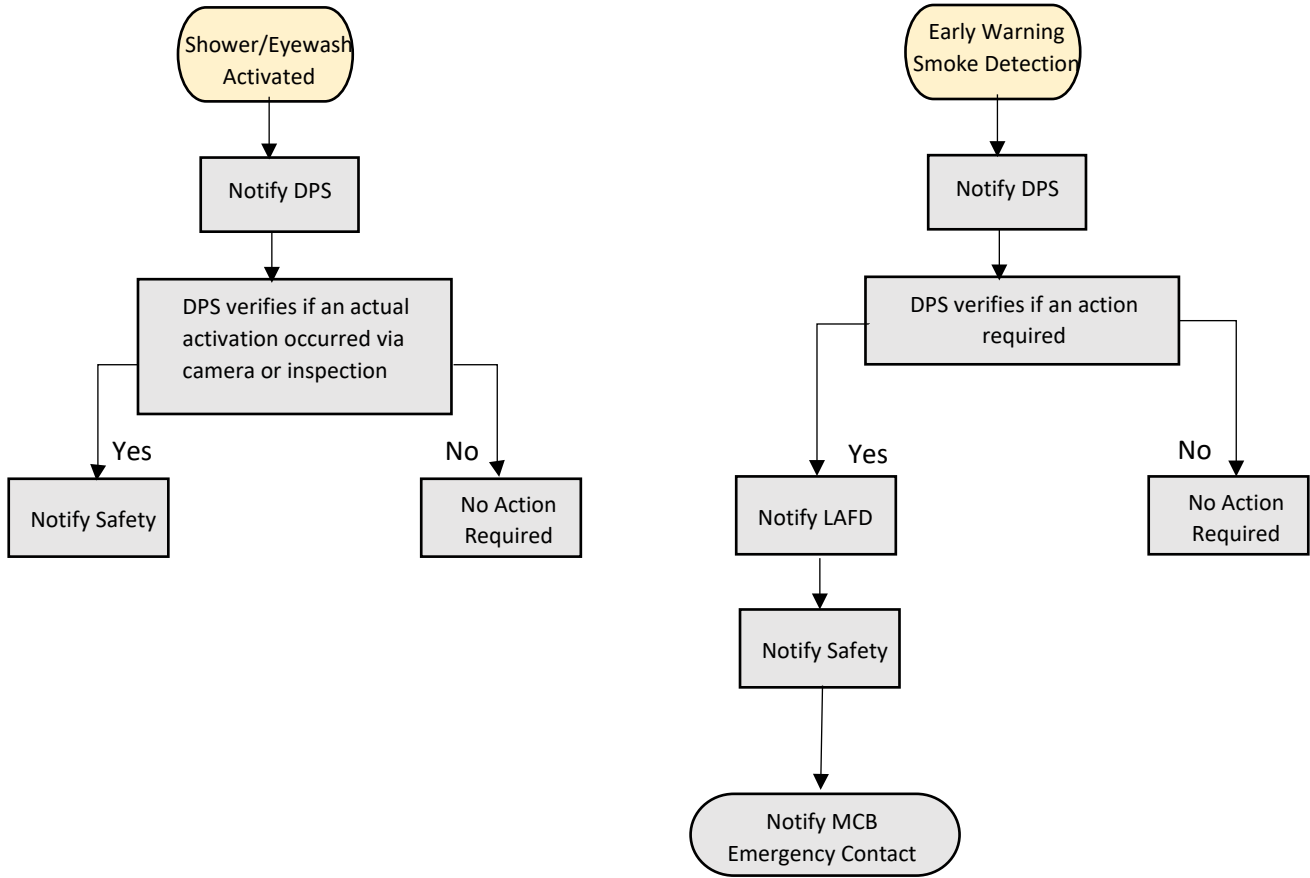 Shower/Eyewash
Activated
Notify DPS
DPS verifies if an actual
activation occurred via
camera or inspection
Yes
No
Notify Safety
No Action
Required
Early Warning
Smoke Detection
Notify DPS
DPS verifies if an action
required
Yes
No
Notify LAFD
No Action
Required
Notify Safety
Notify MCB
Emergency Contact